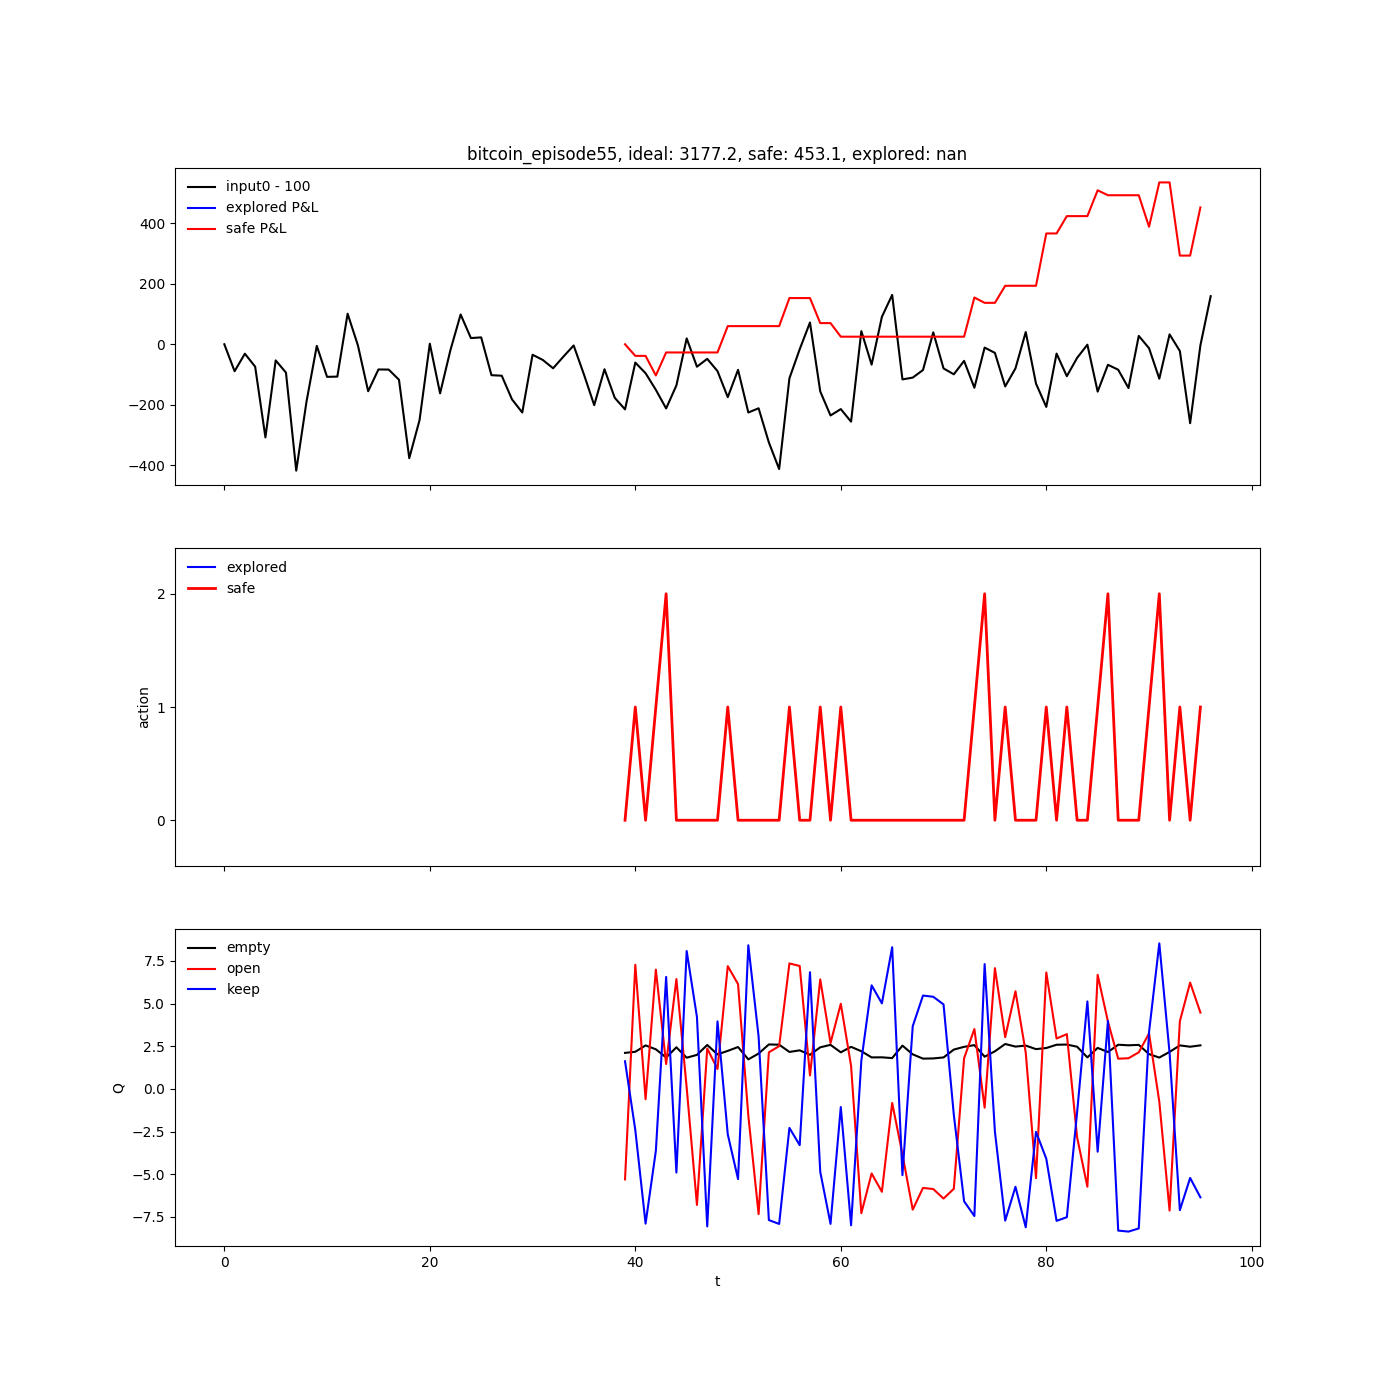 bitcoin_episode55, ideal: 3177.2, safe: 453.1, explored: nan
input0 - 100
explored P&L
safe P&L
400
200
0
−200
−400
explored
safe
2
1
0
action
empty
open
keep
7.5
5.0
2.5
0.0
−2.5
−5.0
−7.5
Q
0 20 40 60 80 100
t